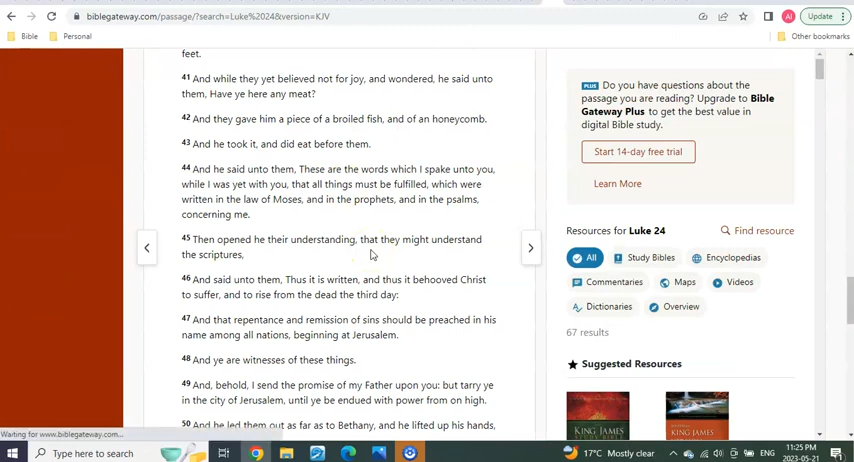 biblegateway.com/passage/?search=Luke%2024&version=KJV
AI
Update
Bible
Personal
Other bookmarks
feet.
41 And while they yet believed not for joy, and wondered, he said unto
them, Have ye here any meat?
42 And they gave him a piece of a broiled fish, and of an honeycomb.
43 And he took it, and did eat before them.
44 And he said unto them, These are the words which I spake unto you,
while I was yet with you, that all things must be fulfilled, which were
written in the law of Moses, and in the prophets, and in the psalms,
concerning me.
45 Then opened he their understanding, that they might understand
the scriptures,
46 And said unto them, Thus it is written, and thus it behooved Christ
to suffer, and to rise from the dead the third day:
47 And that repentance and remission of sins should be preached in his
name among all nations, beginning at Jerusalem.
48 And ye are witnesses of these things.
49 And, behold, I send the promise of my Father upon you: but tarry ye
in the city of Jerusalem, until ye be endued with power from on high.
50 And he led them out as far as to Bethany, and he lifted up his hands,
PLUS Do you have questions about the
passage you are reading? Upgrade to Bible
Gateway Plus to get the best value in
digital Bible study.
Start 14-day free trial
Learn More
Resources for Luke 24
Find resource
All
Study Bibles
Encyclopedias
Commentaries
Maps
Videos
Dictionaries
Overview
67 results
Suggested Resources
KING JAMES
KING JAMES
Waiting for www.biblegateway.com...
Type here to search
17°C Mostly clear
ENG
11:25 PM
2023-05-21